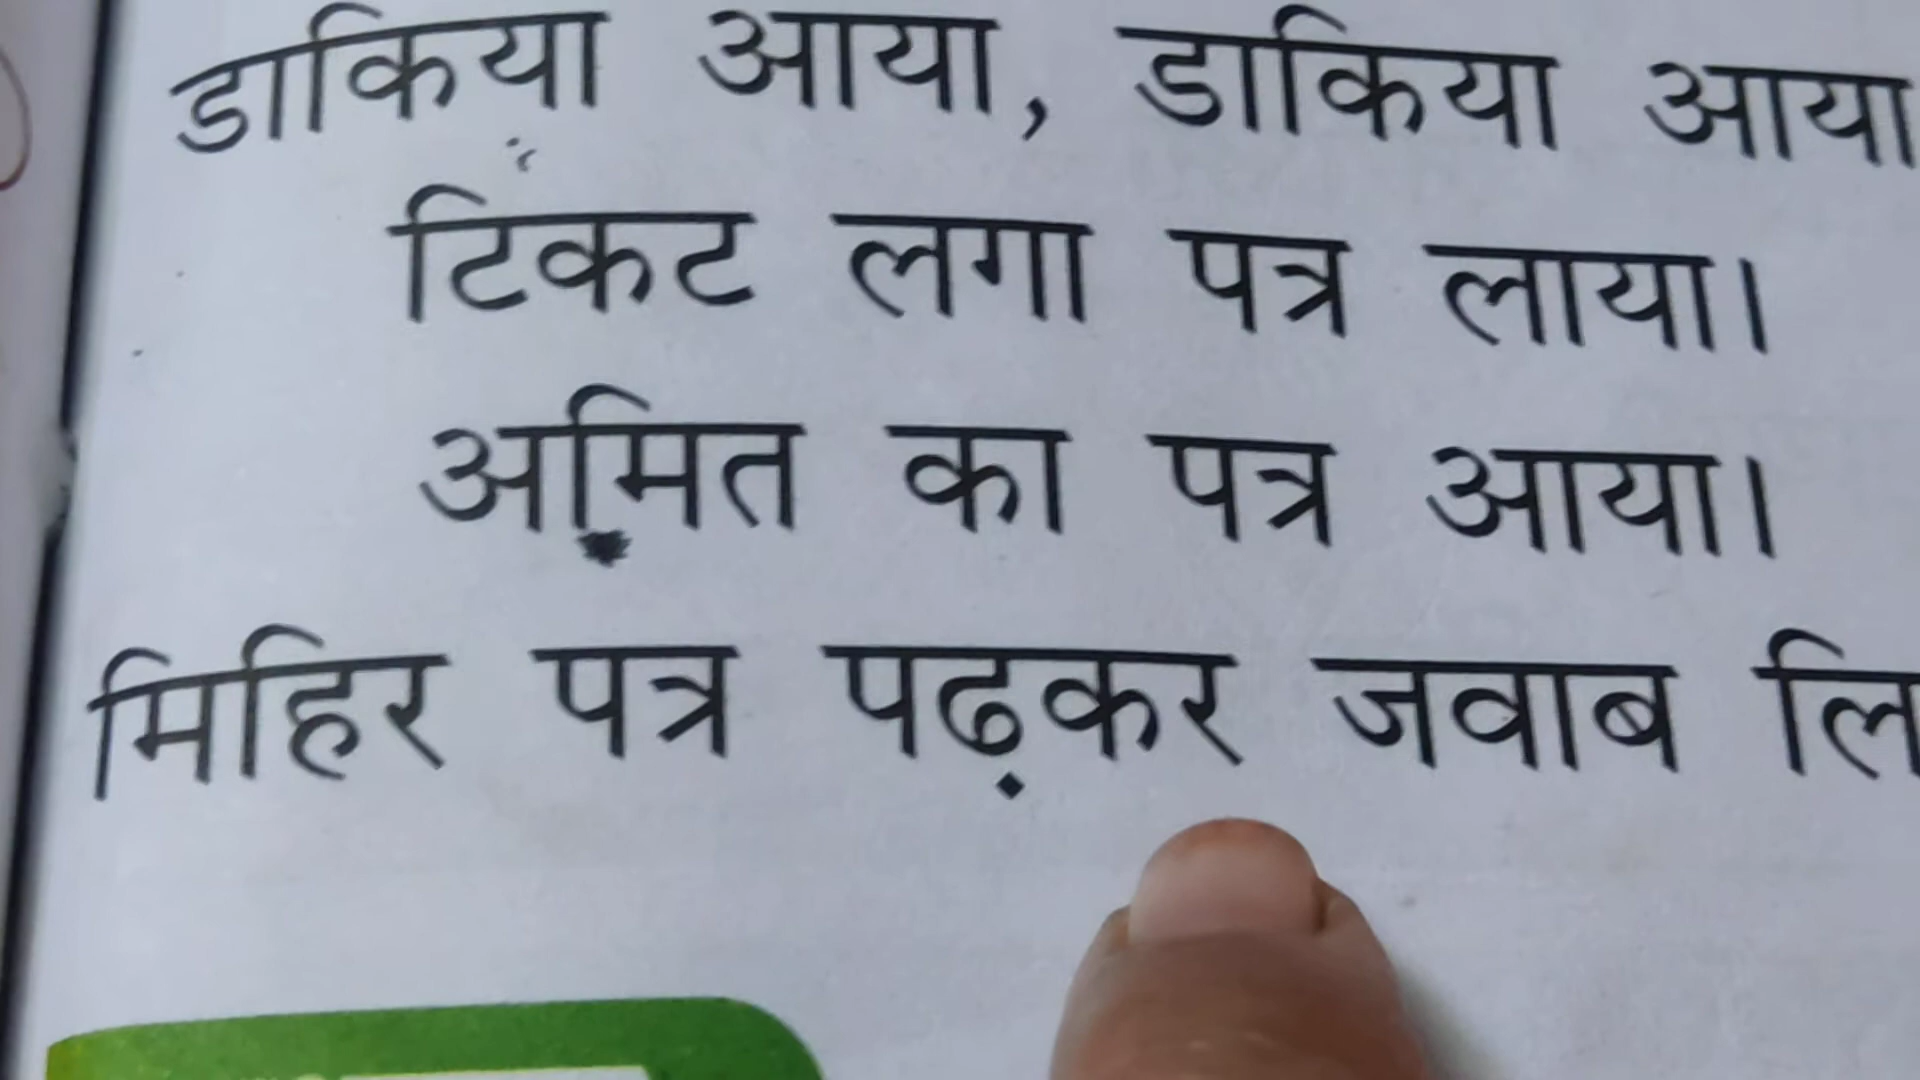 डाकिया आया, डाकिया आया
टिकट लगा पत्र लाया।
अमित का पत्र आया।
मिहिर पत्र पढ़कर जवाब